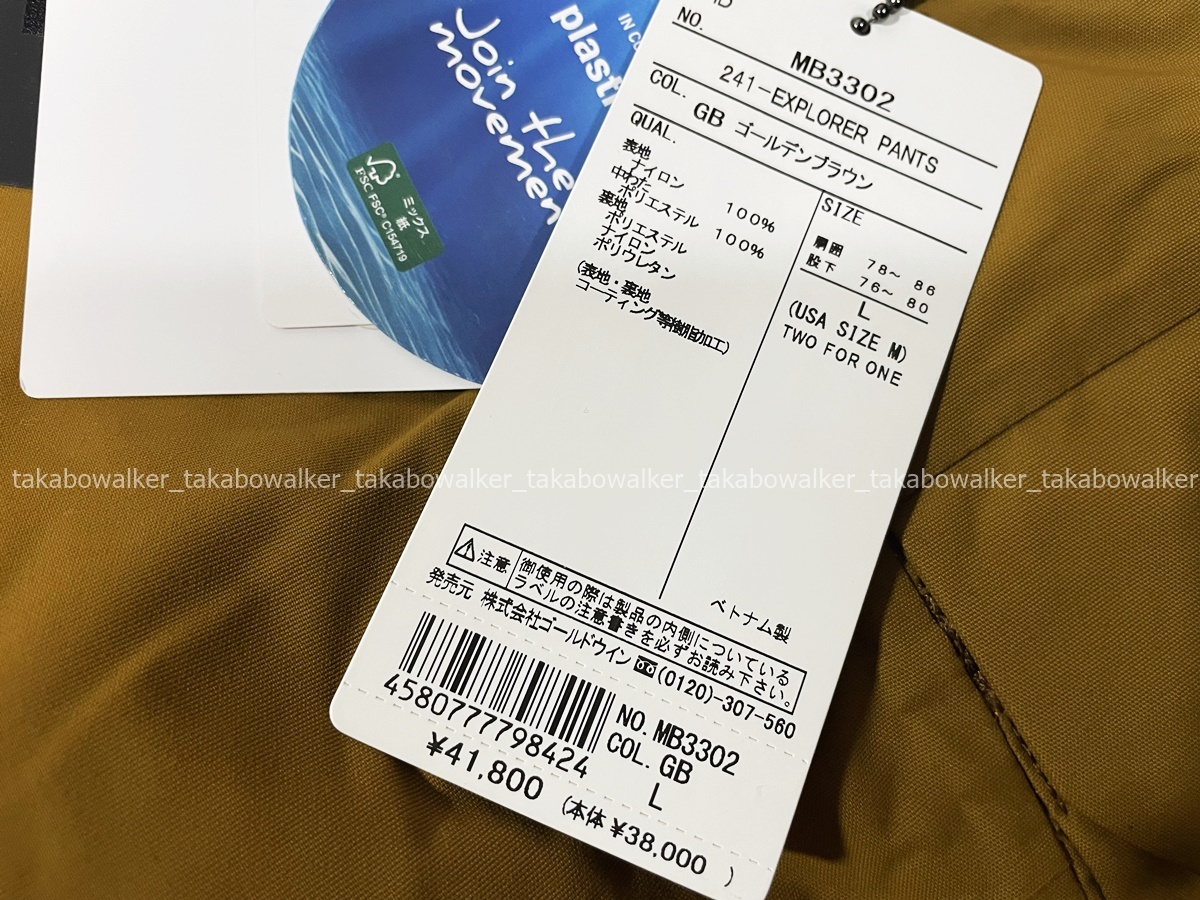 Join the
movemen
IN CO
plasti
FSC
FSC® C154719
ミックス
紙
NO.
MB3302
241-EXPLORER PANTS
COL. GB ゴールデンブラウン
QUAL.
表地
ナイロン 100%
中わた
ポリエステル 100%
裏地
ポリエステル
ナイロン
ポリウレタン
(表地・裏地
コーティング等樹脂加工)
SIZE
胴囲 78~ 86
股下 76~ 80
L
(USA SIZE M)
TWO FOR ONE
ベトナム製
注意 御使用の際は製品の内側についている
ラベルの注意書きを必ずお読み下さい。
発売元 株式会社ゴールドウイン (0120)-307-560
4580777798424
NO. MB3302
COL. GB
L
¥41,800
(本体 ¥38,000 )
takabowalker_takabowalker_takabowalker_takabowalker_takabowalker_takabowalker_takabowalker